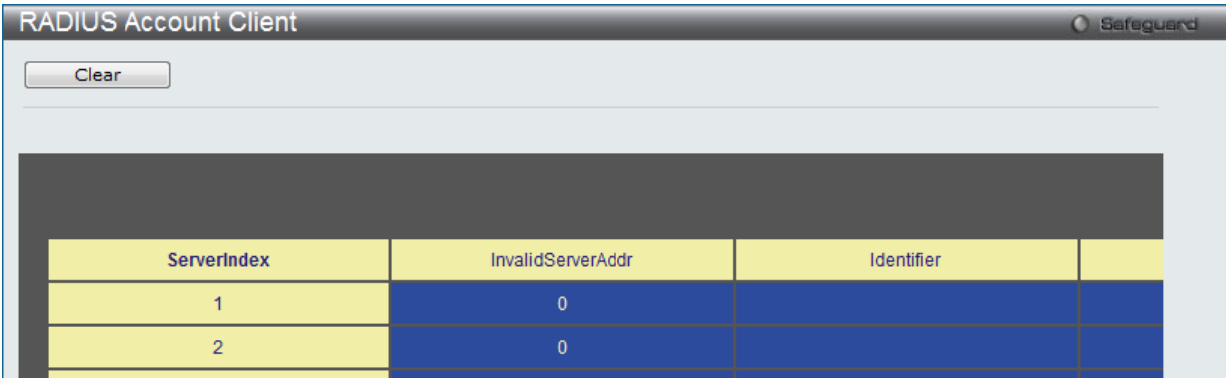 RADIUS Account Client
Safeguard
Clear
ServerIndex InvalidServerAddr Identifier
1 0
2 0